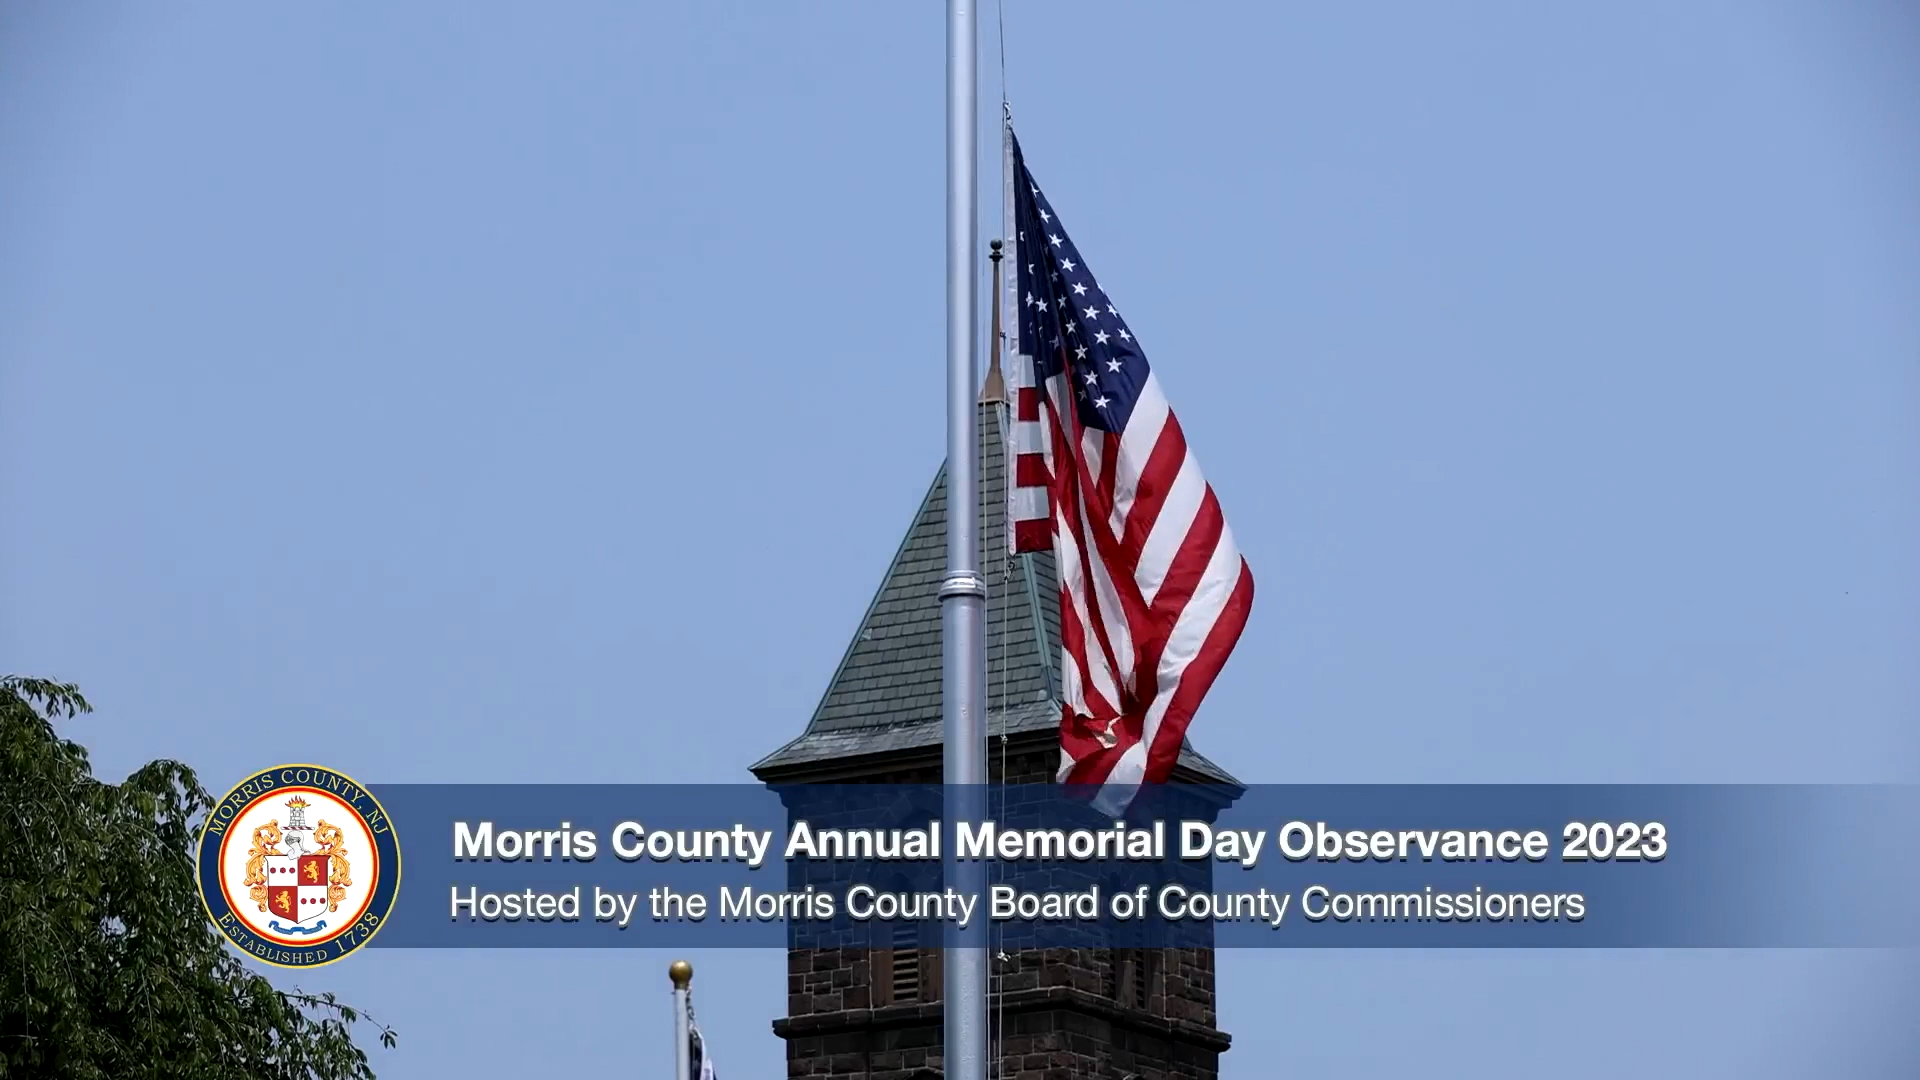 MORRIS COUNTY, NJ
ESTABLISHED 1738
Morris County Annual Memorial Day Observance 2023
Hosted by the Morris County Board of County Commissioners